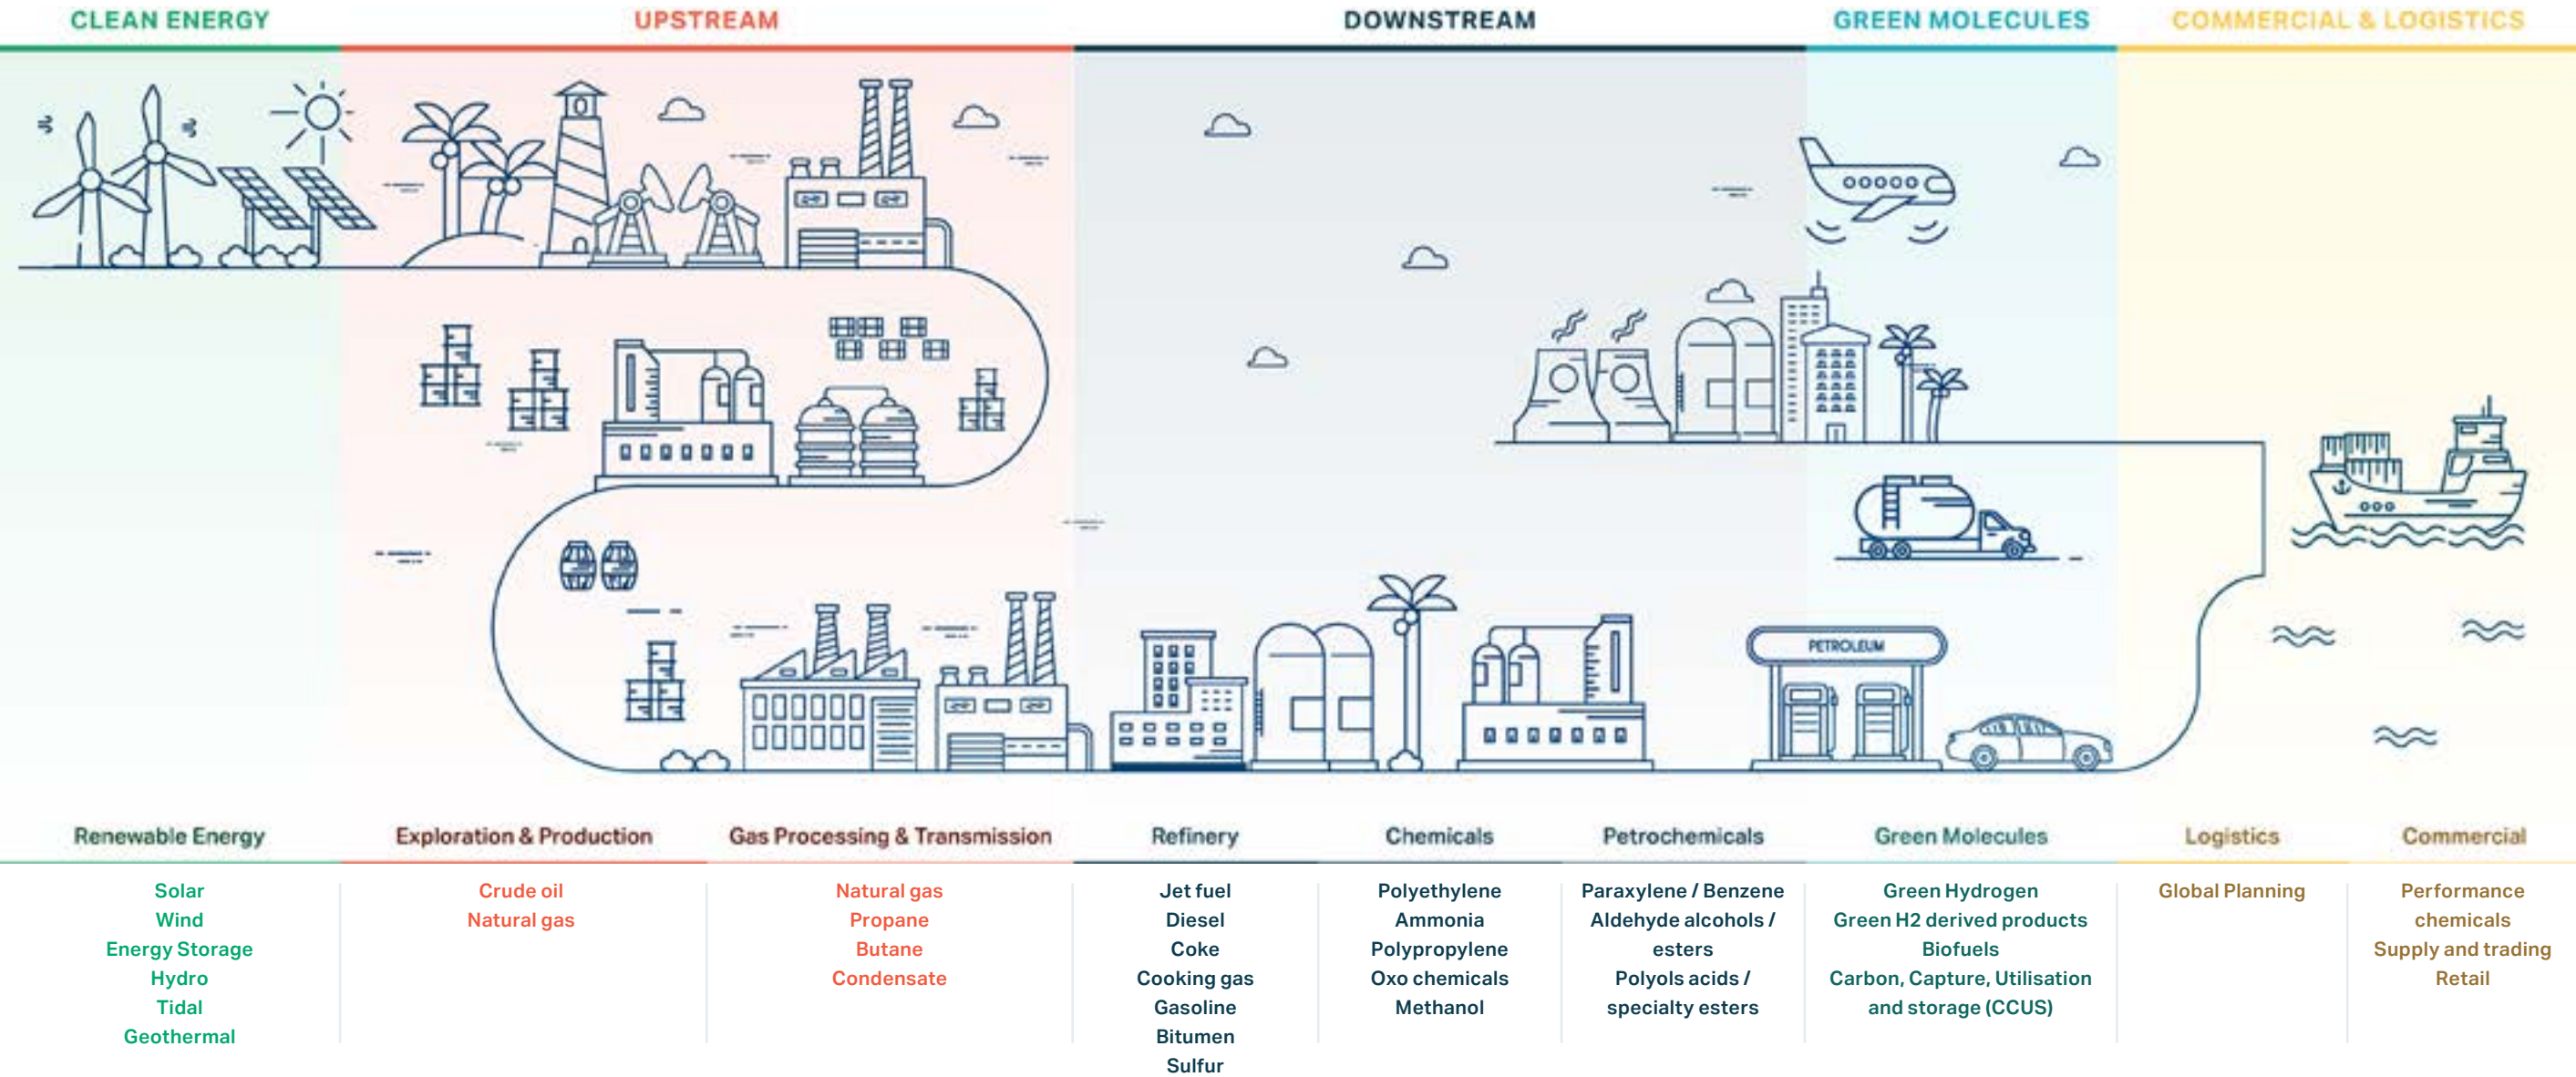 CLEAN ENERGY
UPSTREAM
DOWNSTREAM
GREEN MOLECULES
COMMERCIAL & LOGISTICS
PETROLEUM
Renewable Energy
Solar
Wind
Energy Storage
Hydro
Tidal
Geothermal
Exploration & Production
Crude oil
Natural gas
Gas Processing & Transmission
Natural gas
Propane
Butane
Condensate
Refinery
Jet fuel
Diesel
Coke
Cooking gas
Gasoline
Bitumen
Sulfur
Chemicals
Polyethylene
Ammonia
Polypropylene
Oxo chemicals
Methanol
Petrochemicals
Paraxylene / Benzene
Aldehyde alcohols /
esters
Polyols acids /
specialty esters
Green Molecules
Green Hydrogen
Green H2 derived products
Biofuels
Carbon, Capture, Utilisation
and storage (CCUS)
Logistics
Global Planning
Commercial
Performance
chemicals
Supply and trading
Retail